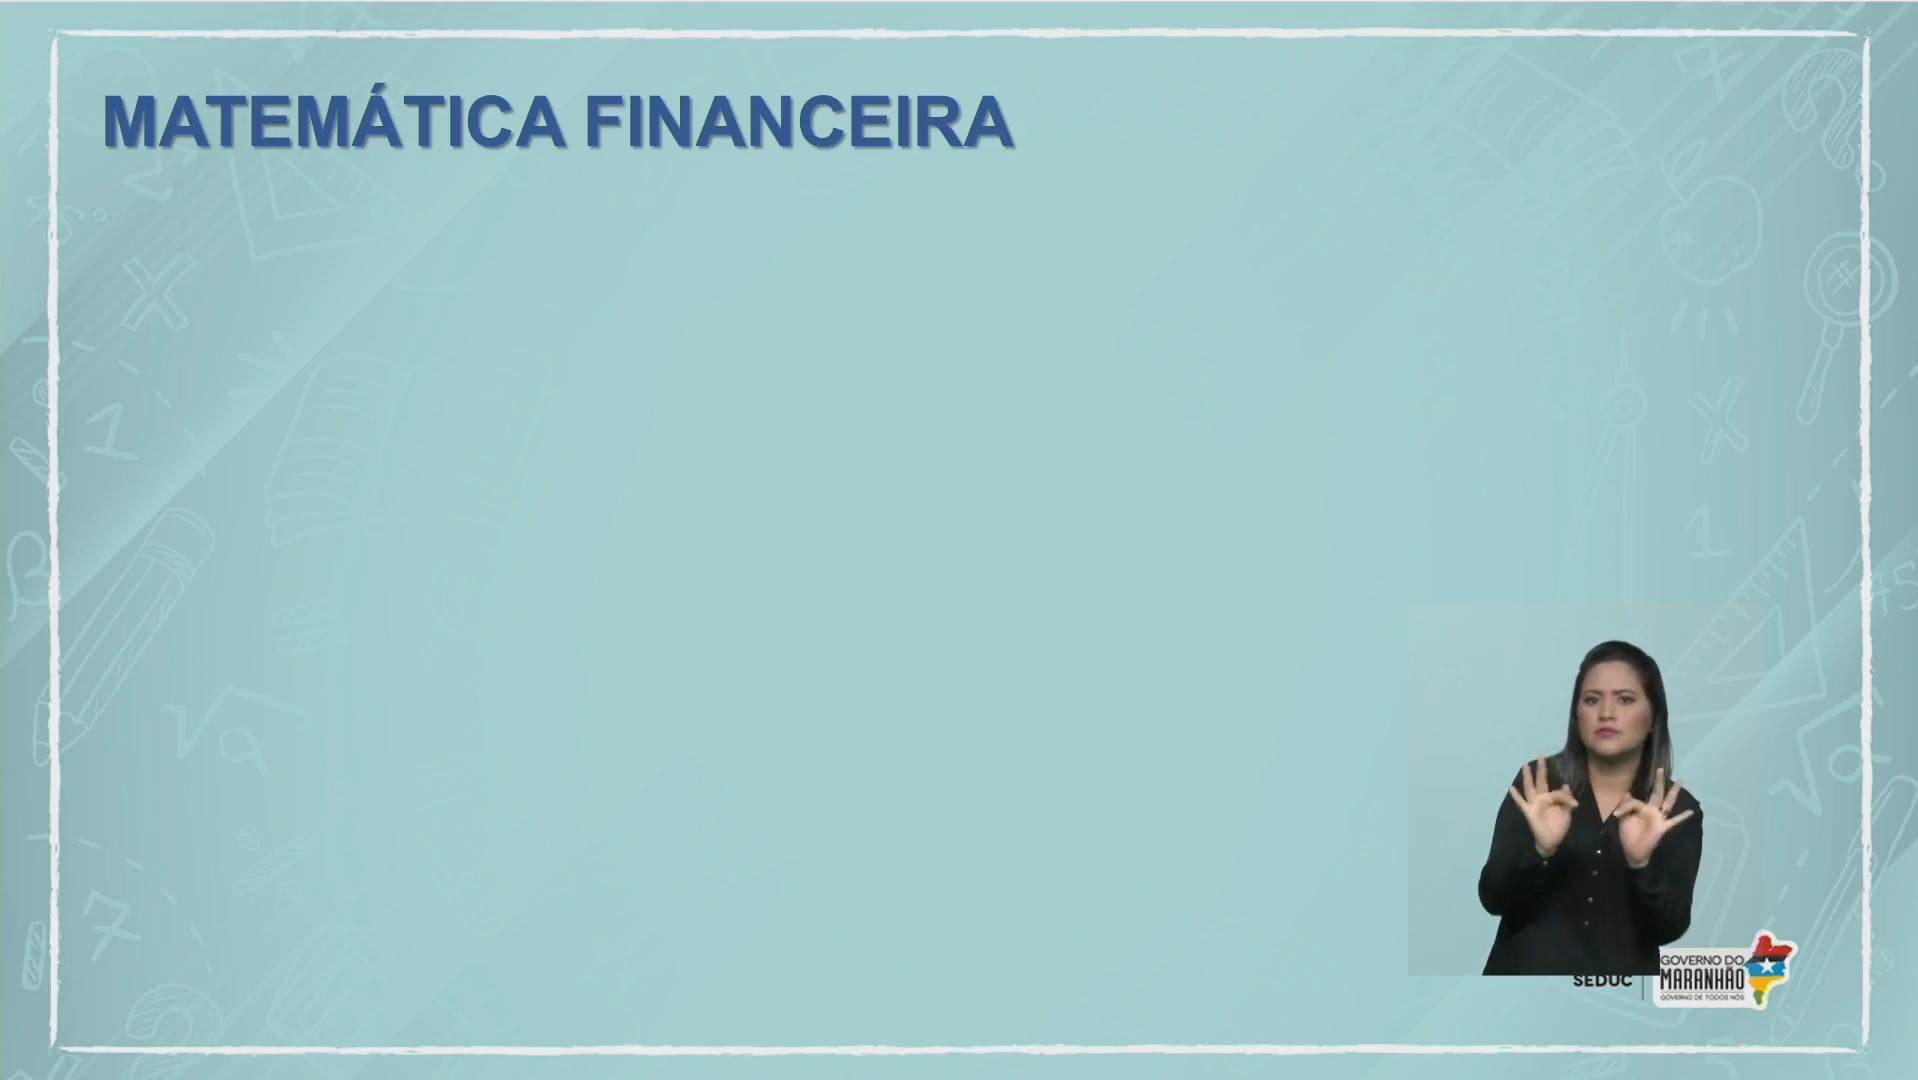 MATEMÁTICA FINANCEIRA
SEDUC
GOVERNO DO
MARANHÃO
GOVERNO DE TODOS NÓS